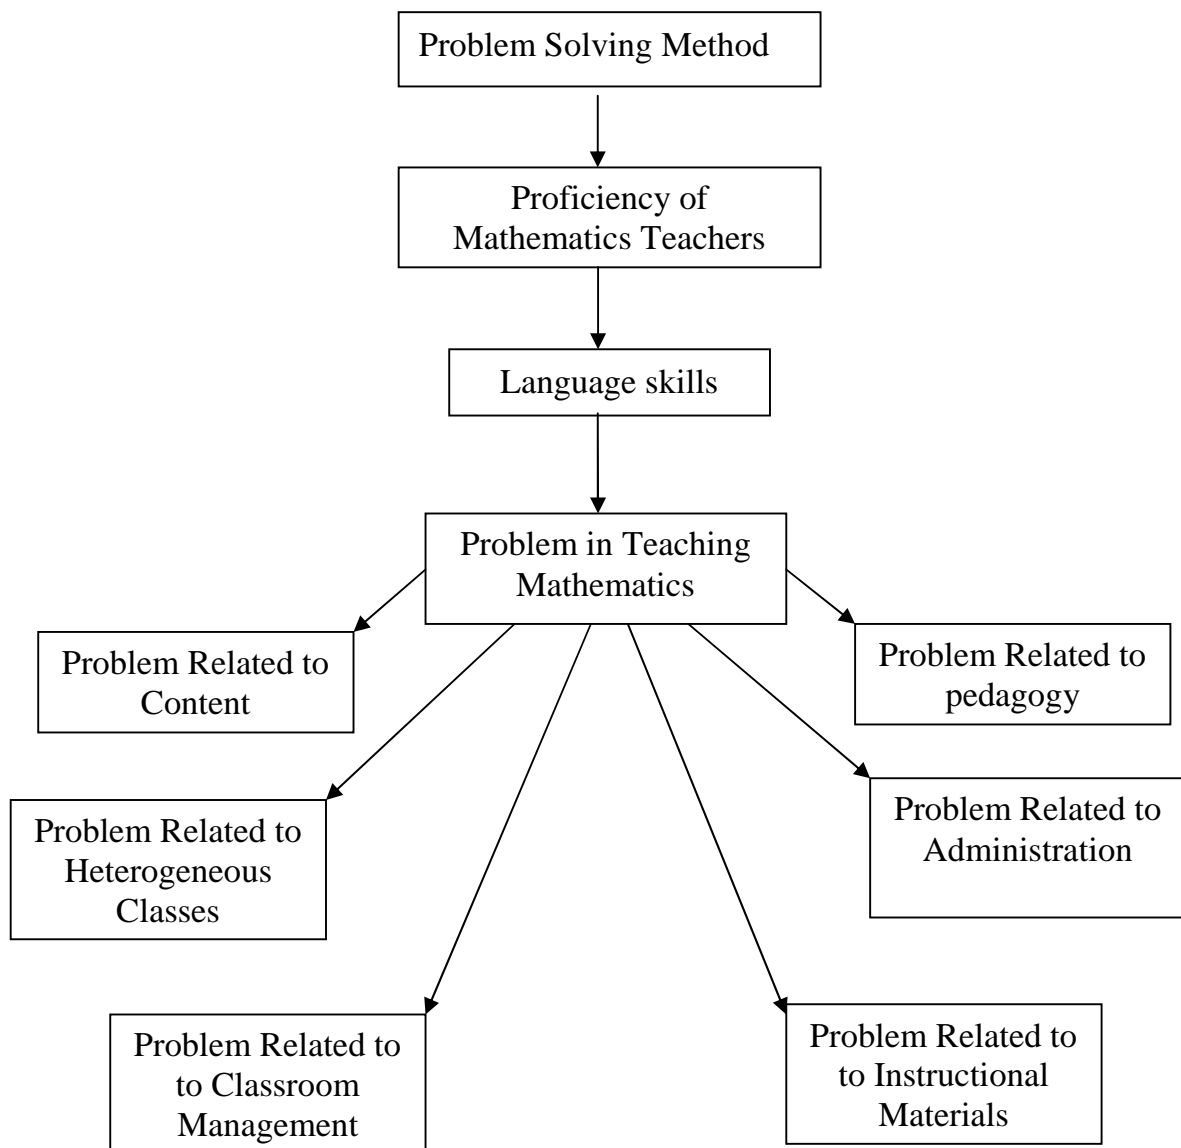 Problem Solving Method
Proficiency of
Mathematics Teachers
Language skills
Problem in Teaching
Mathematics
Problem Related to
Content
Problem Related to
pedagogy
Problem Related to
Heterogeneous
Classes
Problem Related to
Administration
Problem Related to
to Classroom
Management
Problem Related to
to Instructional
Materials